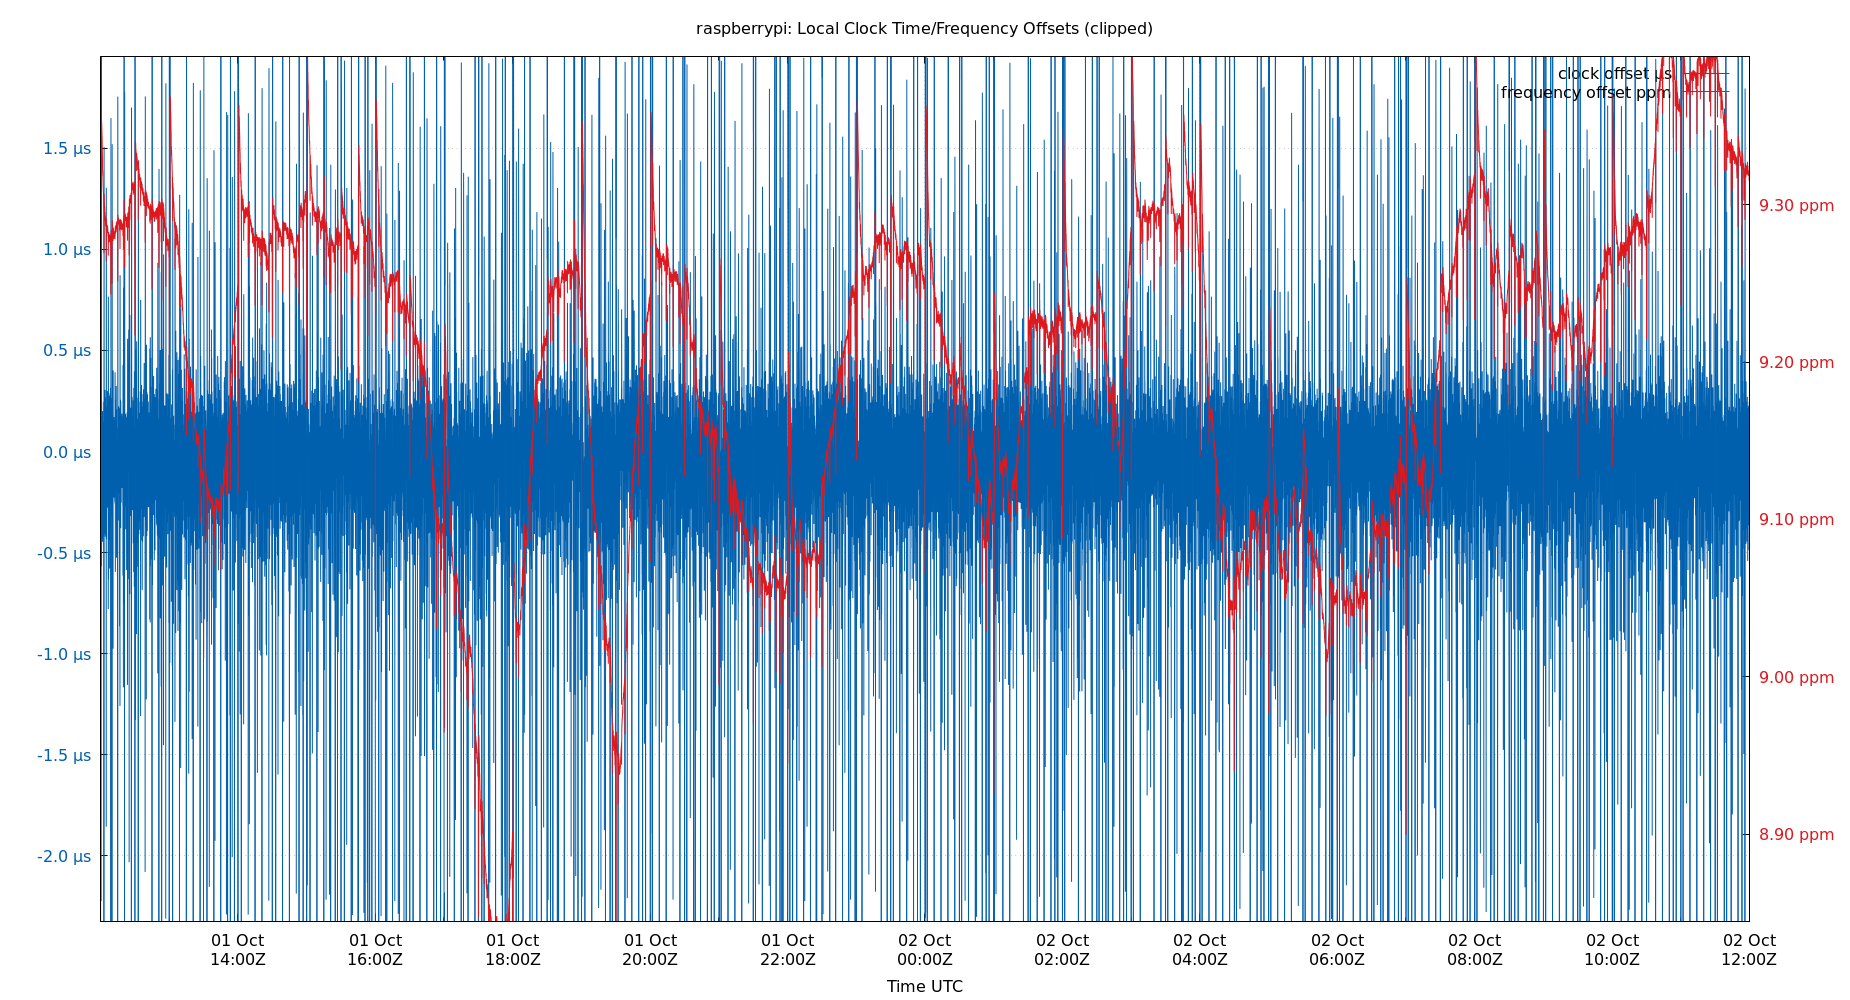 raspberrypi: Local Clock Time/Frequency Offsets (clipped)
clock offset µs
frequency offset ppm
1.5 µs
1.0 µs
0.5 µs
0.0 µs
-0.5 µs
-1.0 µs
-1.5 µs
-2.0 µs
9.30 ppm
9.20 ppm
9.10 ppm
9.00 ppm
8.90 ppm
01 Oct
14:00Z
01 Oct
16:00Z
01 Oct
18:00Z
01 Oct
20:00Z
01 Oct
22:00Z
02 Oct
00:00Z
02 Oct
02:00Z
02 Oct
04:00Z
02 Oct
06:00Z
02 Oct
08:00Z
02 Oct
10:00Z
02 Oct
12:00Z
Time UTC